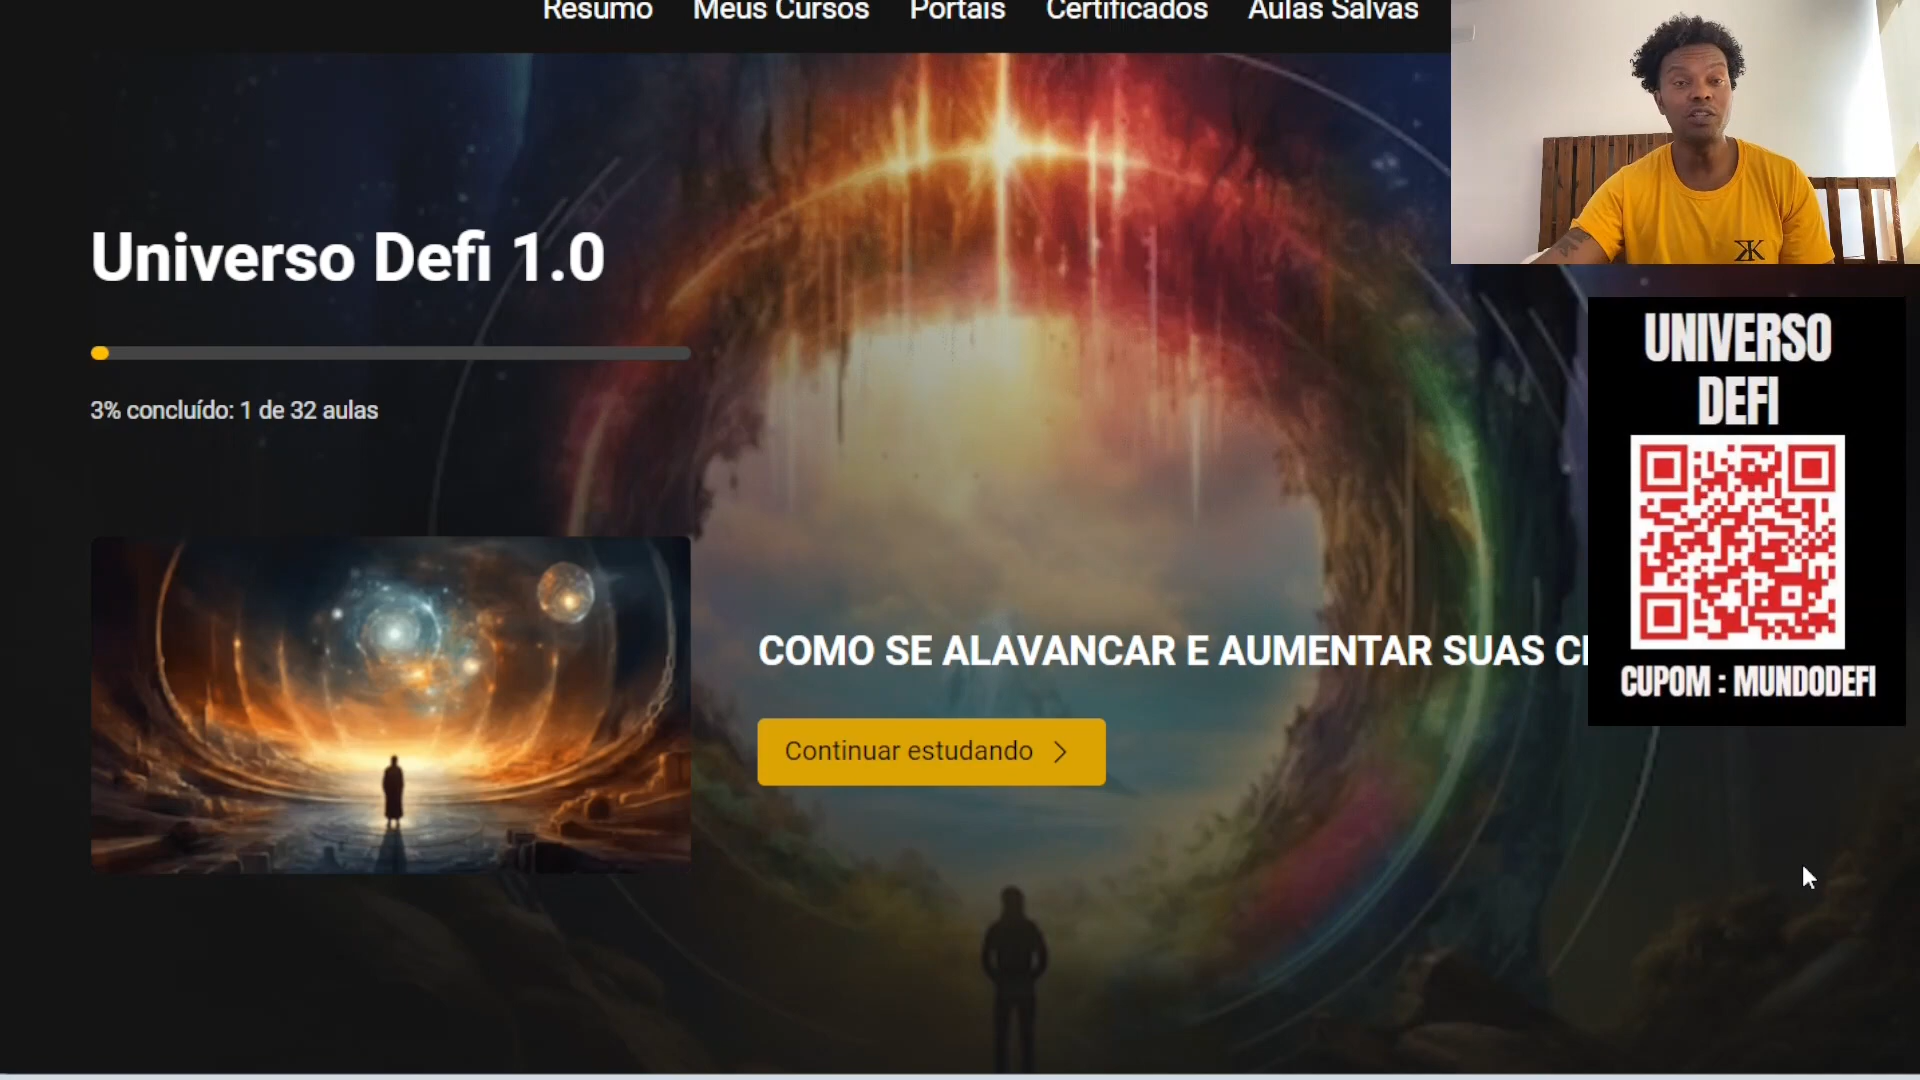 Resumo Meus Cursos Portais Certificados Aulas Salvas
Universo Defi 1.0
3% concluído: 1 de 32 aulas
COMO SE ALAVANCAR E AUMENTAR SUAS
Continuar estudando
UNIVERSO
DEFI
CUPOM : MUNDODEFI